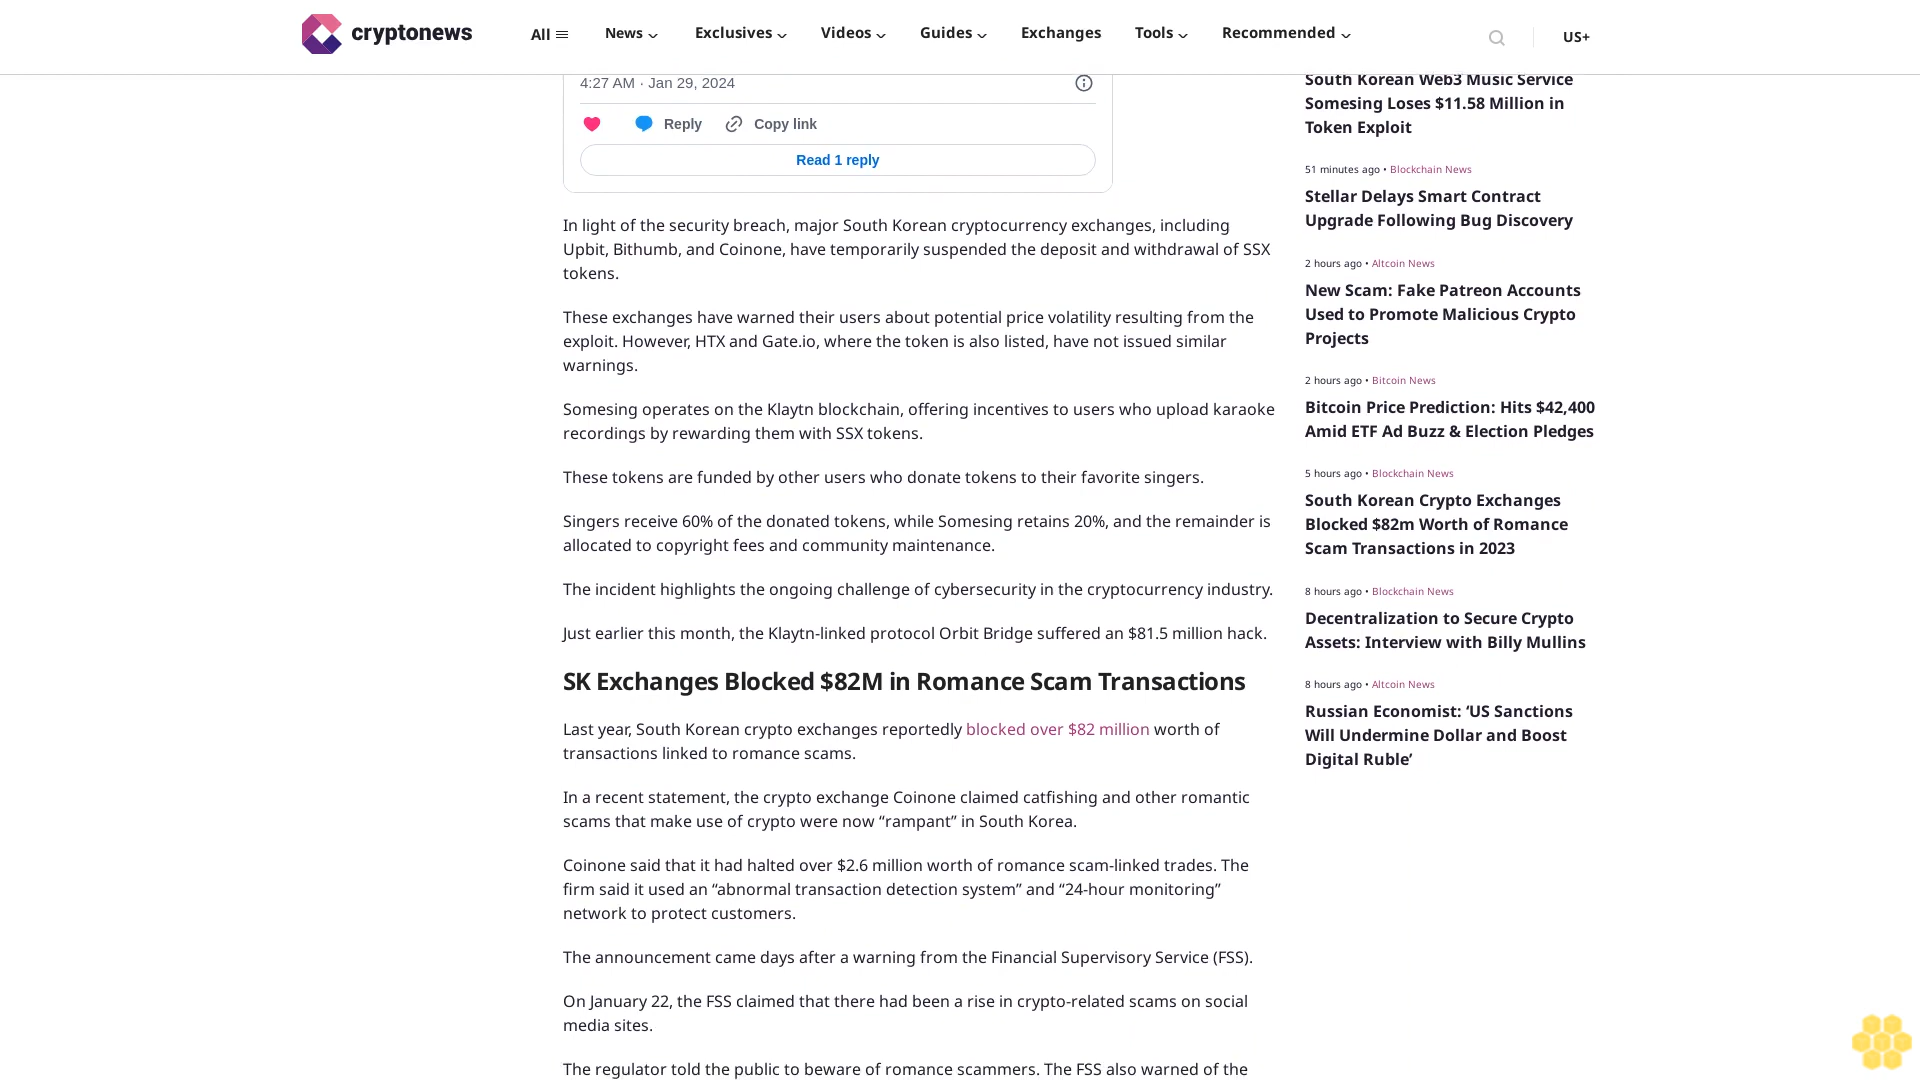 cryptonews
All
News
Exclusives
Videos
Guides
Exchanges
Tools
Recommended
US+
4:27 AM · Jan 29, 2024
Reply
Copy link
Read 1 reply
In light of the security breach, major South Korean cryptocurrency exchanges, including
Upbit, Bithumb, and Coinone, have temporarily suspended the deposit and withdrawal of SSX
tokens.
These exchanges have warned their users about potential price volatility resulting from the
exploit. However, HTX and Gate.io, where the token is also listed, have not issued similar
warnings.
Somesing operates on the Klaytn blockchain, offering incentives to users who upload karaoke
recordings by rewarding them with SSX tokens.
These tokens are funded by other users who donate tokens to their favorite singers.
Singers receive 60% of the donated tokens, while Somesing retains 20%, and the remainder is
allocated to copyright fees and community maintenance.
The incident highlights the ongoing challenge of cybersecurity in the cryptocurrency industry.
Just earlier this month, the Klaytn-linked protocol Orbit Bridge suffered an $81.5 million hack.
SK Exchanges Blocked $82M in Romance Scam Transactions
Last year, South Korean crypto exchanges reportedly blocked over $82 million worth of
transactions linked to romance scams.
In a recent statement, the crypto exchange Coinone claimed catfishing and other romantic
scams that make use of crypto were now “rampant” in South Korea.
Coinone said that it had halted over $2.6 million worth of romance scam-linked trades. The
firm said it used an “abnormal transaction detection system” and “24-hour monitoring”
network to protect customers.
The announcement came days after a warning from the Financial Supervisory Service (FSS).
On January 22, the FSS claimed that there had been a rise in crypto-related scams on social
media sites.
The regulator told the public to beware of romance scammers. The FSS also warned of the
South Korean Web3 Music Service
Somesing Loses $11.58 Million in
Token Exploit
51 minutes ago • Blockchain News
Stellar Delays Smart Contract
Upgrade Following Bug Discovery
2 hours ago • Altcoin News
New Scam: Fake Patreon Accounts
Used to Promote Malicious Crypto
Projects
2 hours ago • Bitcoin News
Bitcoin Price Prediction: Hits $42,400
Amid ETF Ad Buzz & Election Pledges
5 hours ago • Blockchain News
South Korean Crypto Exchanges
Blocked $82m Worth of Romance
Scam Transactions in 2023
8 hours ago • Blockchain News
Decentralization to Secure Crypto
Assets: Interview with Billy Mullins
8 hours ago • Altcoin News
Russian Economist: ‘US Sanctions
Will Undermine Dollar and Boost
Digital Ruble’